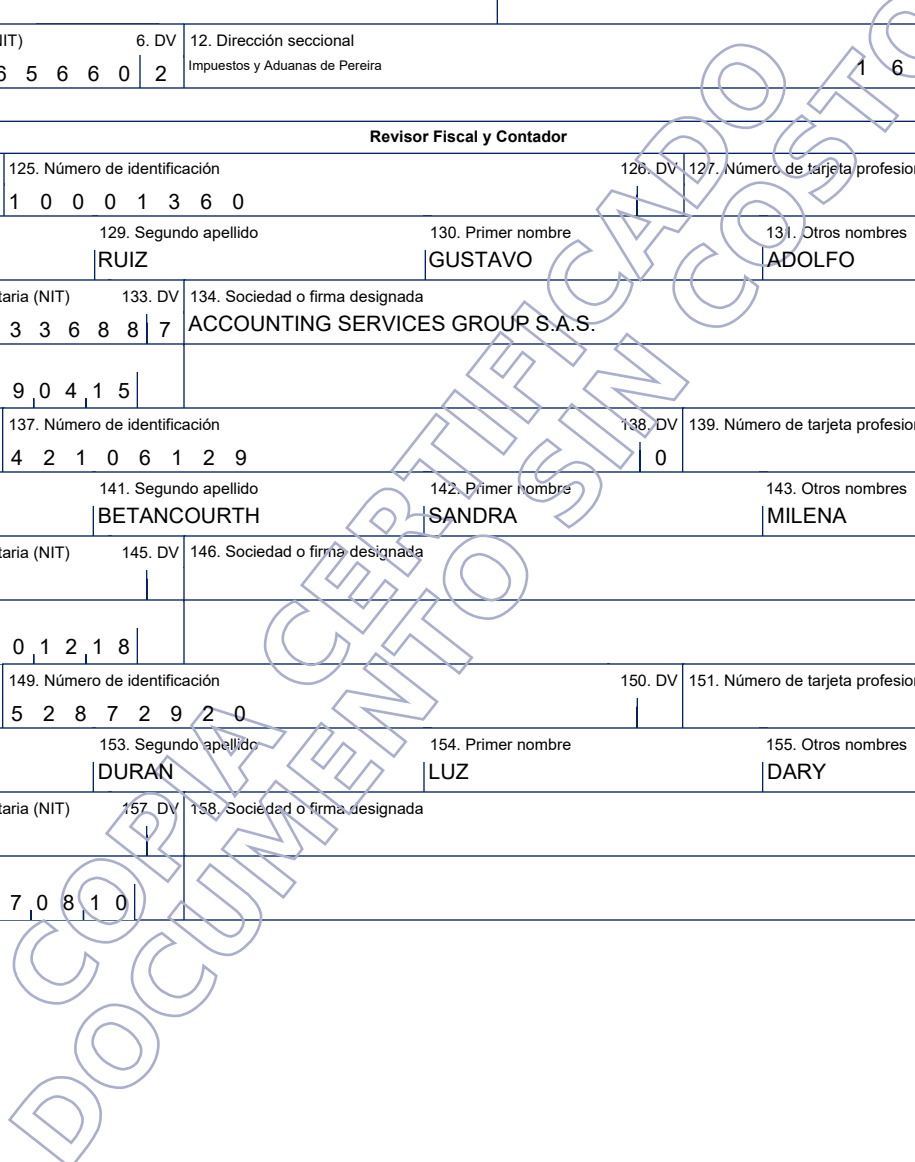 IIT) 6. DV 12. Dirección seccional
6 5 6 6 0 2 Impuestos y Aduanas de Pereira 1 6
Revisor Fiscal y Contador
125. Número de identificación 126. DV 127. Número de tarjeta profesion
1 0 0 0 1 3 6 0
129. Segundo apellido 130. Primer nombre 131. Otros nombres
RUIZ GUSTAVO ADOLFO
taria (NIT) 133. DV 134. Sociedad o firma designada
3 3 6 8 8 7 ACCOUNTING SERVICES GROUP S.A.S.
9 0 4 1 5
137. Número de identificación 138. DV 139. Número de tarjeta profesion
4 2 1 0 6 1 2 9 0
141. Segundo apellido 142. Primer nombre 143. Otros nombres
BETANCOURTH SANDRA MILENA
taria (NIT) 145. DV 146. Sociedad o firma designada
0 1 2 1 8
149. Número de identificación 150. DV 151. Número de tarjeta profesion
5 2 8 7 2 9 2 0
153. Segundo apellido 154. Primer nombre 155. Otros nombres
DURAN LUZ DARY
taria (NIT) 157. DV 158. Sociedad o firma designada
7 0 8 1 0
COPIA CERTIFICADO
DOCUMENTO SIN COSTO